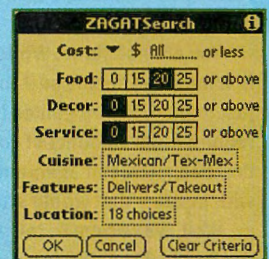 ZAGATSearch i
Cost: $ All or less
Food: 0 15 20 25 or above
Decor: 0 15 20 25 or above
Service: 0 15 20 25 or above
Cuisine: Mexican/Tex-Mex
Features: Delivers/Takeout
Location: 18 choices
OK Cancel Clear Criteria